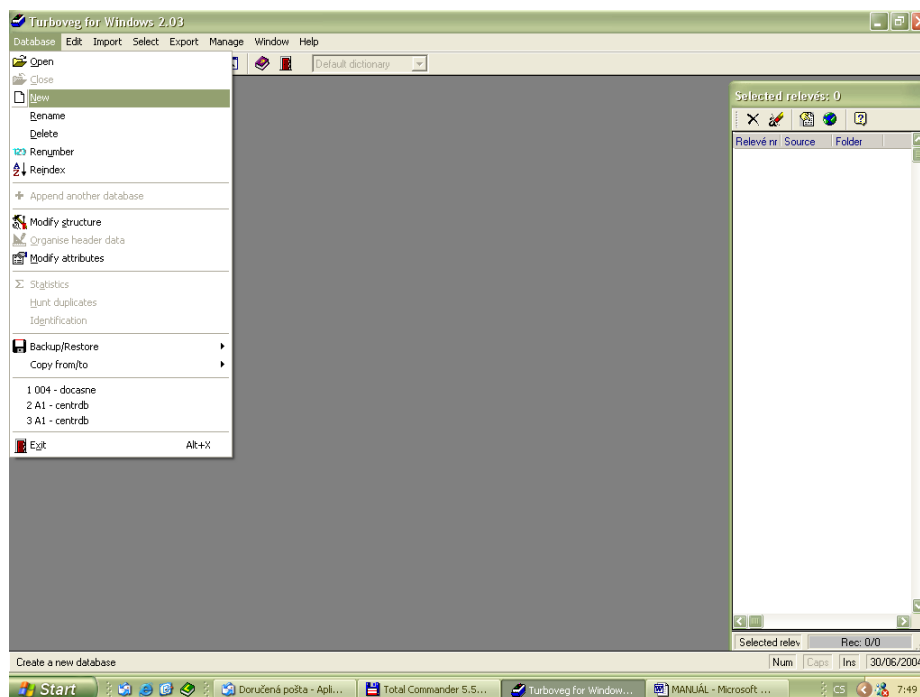 Turboveg for Windows 2.03
Database Edit Import Select Export Manage Window Help
Open
Default dictionary
Close
New
Rename
Delete
Renumber
Reindex
Append another database
Modify structure
Organise header data
Modify attributes
Statistics
Hunt duplicates
Identification
Backup/Restore
Copy from/to
1 004 - docasne
2 A1 - centrdb
3 A1 - centrdb
Exit Alt+X
Selected relevés: 0
Relevé nr Source Folder
Selected relev Rec: 0/0
Create a new database Num Caps Ins 30/06/2004
Start Doručená pošta - Apli... Total Commander 5.5... Turboveg for Window... MANUÁL - Microsoft ... CS 7:49